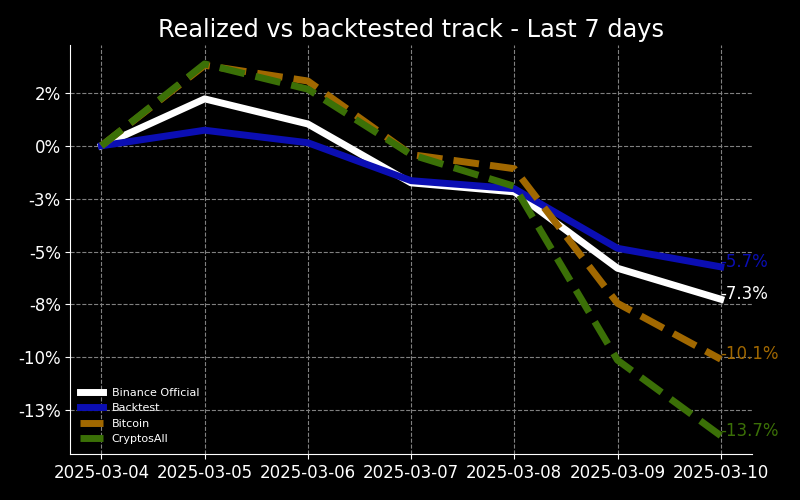 Realized vs backtested track - Last 7 days
2%
0%
-3%
-5%
-8%
-10%
-13%
-5.7%
-7.3%
-10.1%
-13.7%
Binance Official
Backtest
Bitcoin
CryptosAll
2025-03-04 2025-03-05 2025-03-06 2025-03-07 2025-03-08 2025-03-09 2025-03-10